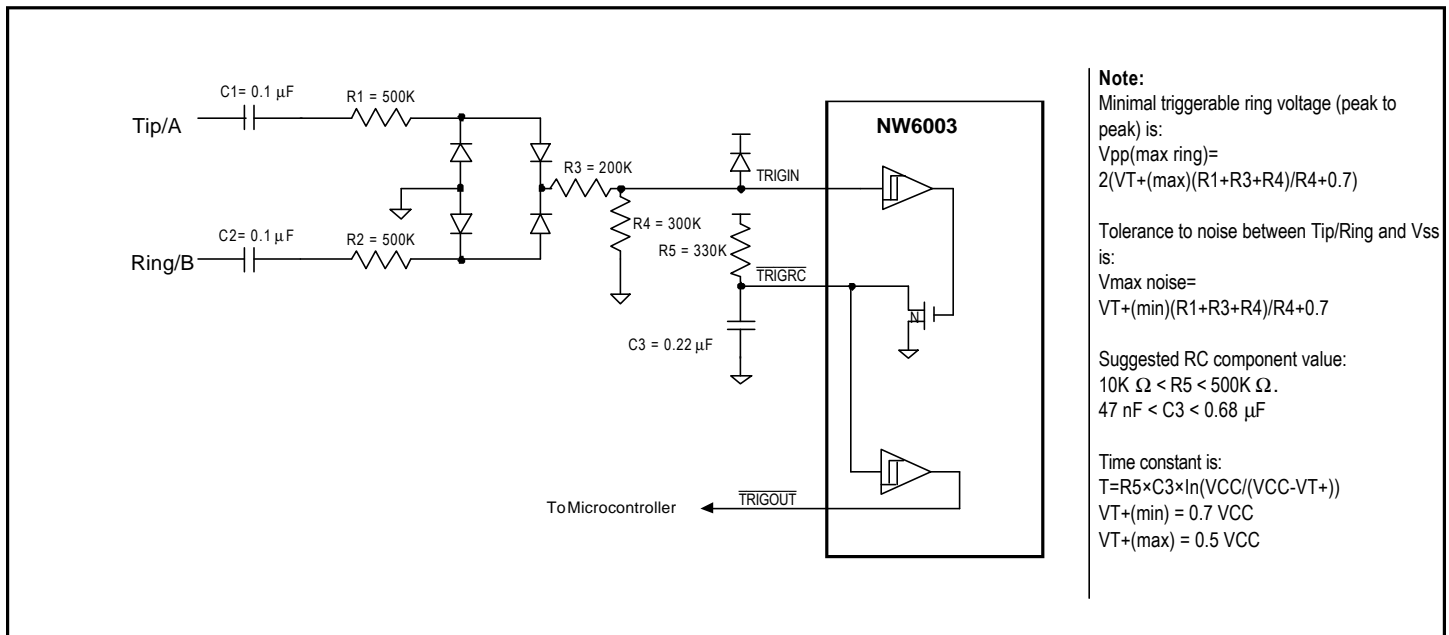 C1= 0.1 μF
R1 = 500K
Tip/A
NW6003
R3 = 200K
TRIGIN
R4 = 300K
C2 = 0.1 μF
R2 = 500K
R5 = 330K
Ring/B
TRIGRC
N
C3 = 0.22 μF
To Microcontroller
TRIGOUT
Note:
Minimal triggerable ring voltage (peak to
peak) is:
Vpp(max ring)=
2(VT+(max)(R1+R3+R4)/R4+0.7)
Tolerance to noise between Tip/Ring and Vss
is:
Vmax noise=
VT+(min)(R1+R3+R4)/R4+0.7
Suggested RC component value:
10K Ω < R5 < 500K Ω.
47 nF < C3 < 0.68 μF
Time constant is:
T=R5×C3×ln(VCC/(VCC-VT+))
VT+(min) = 0.7 VCC
VT+(max) = 0.5 VCC